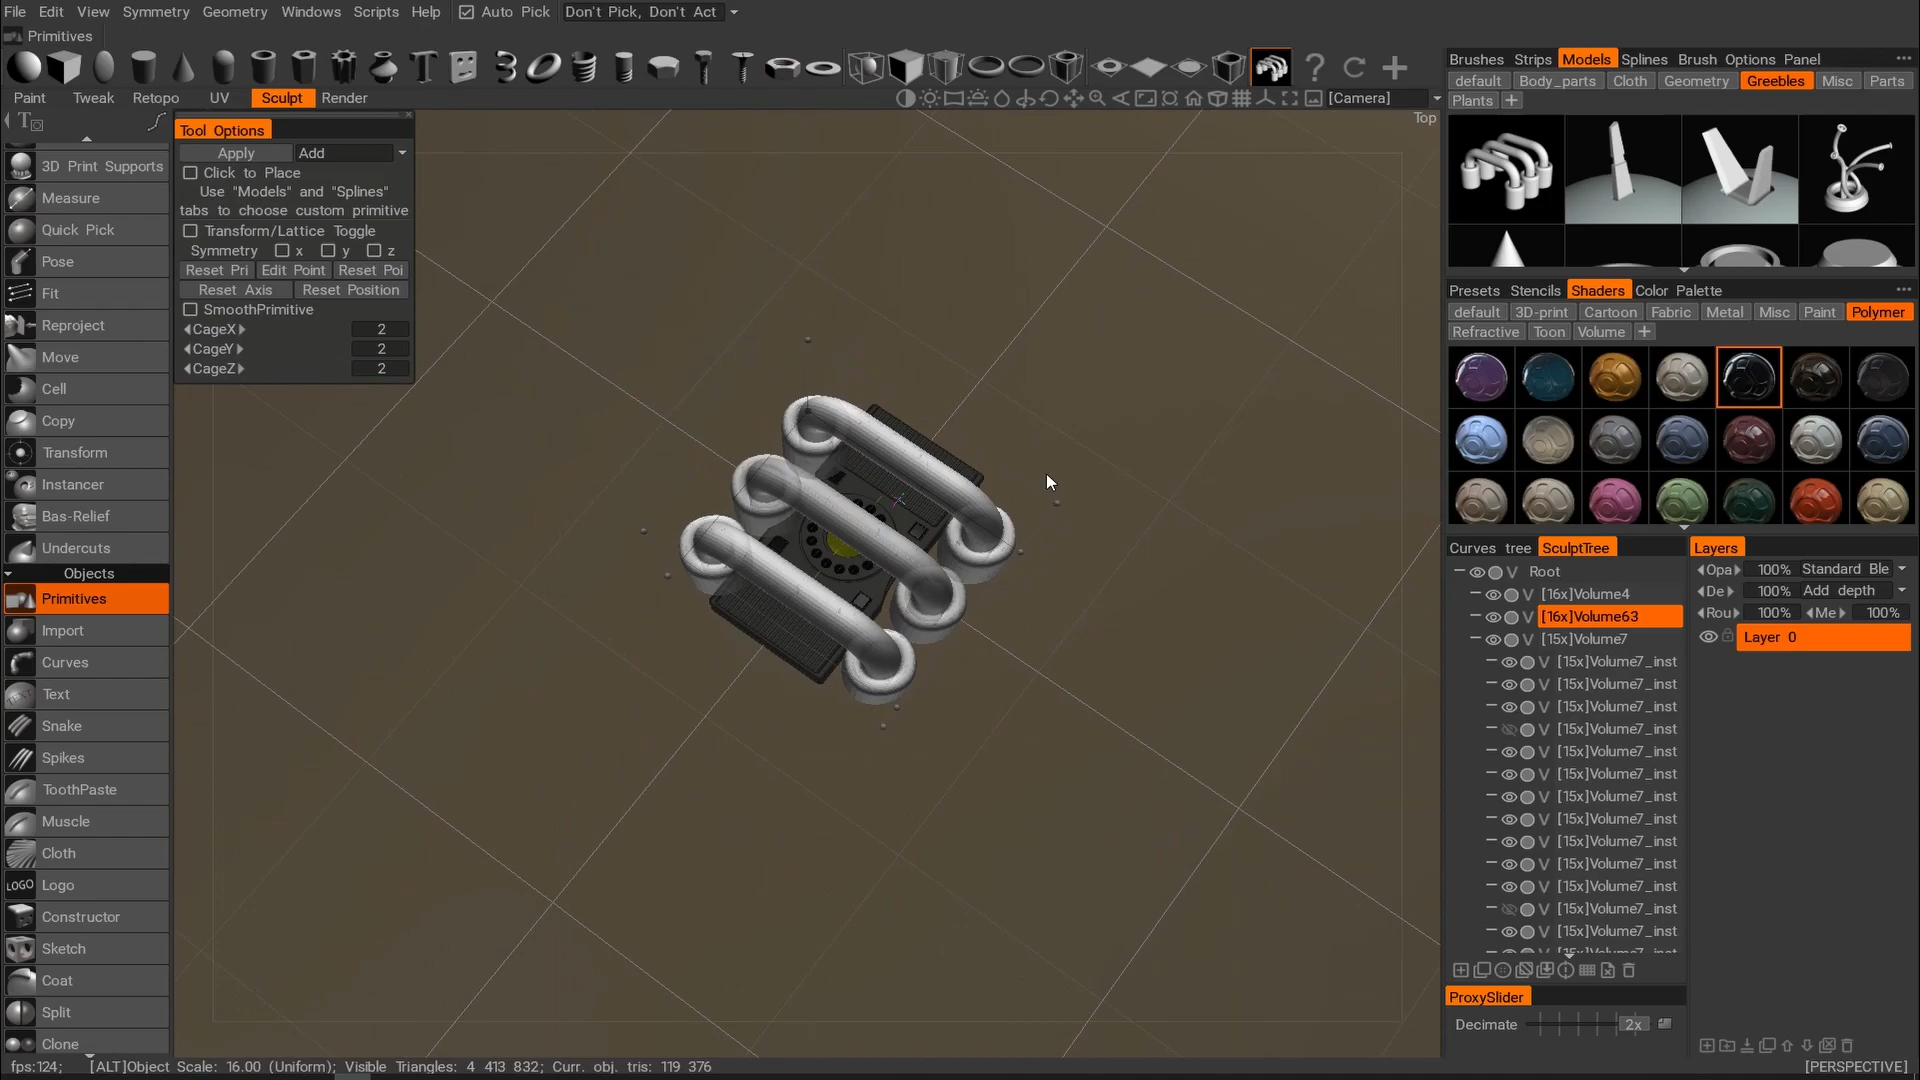 File Edit View Symmetry Geometry Windows Scripts Help Auto Pick Don't Pick, Don't Act
Primitives
Paint Tweak Retopo UV Sculpt Render [Camera]
Top
Tool Options
Apply Add
Click to Place
Use "Models" and "Splines"
tabs to choose custom primitive
Transform/Lattice Toggle
Symmetry x y z
Reset Pri Edit Point Reset Poi
Reset Axis Reset Position
SmoothPrimitive
CageX 2
CageY 2
CageZ 2
3D Print Supports
Measure
Quick Pick
Pose
Fit
Reproject
Move
Cell
Copy
Transform
Instancer
Bas-Relief
Undercuts
Objects
Primitives
Import
Curves
Text
Snake
Spikes
ToothPaste
Muscle
Cloth
LOGO Logo
Constructor
Sketch
Coat
Split
Clone
Brushes Strips Models Splines Brush Options Panel
default Body_parts Cloth Geometry Greebles Misc Parts
Plants
Presets Stencils Shaders Color Palette
default 3D-print Cartoon Fabric Metal Misc Paint Polymer
Refractive Toon Volume
Curves tree SculptTree
Root
[16x]Volume4
[16x]Volume63
[15x]Volume7
[15x]Volume7_inst
[15x]Volume7_inst
[15x]Volume7_inst
[15x]Volume7_inst
[15x]Volume7_inst
[15x]Volume7_inst
[15x]Volume7_inst
[15x]Volume7_inst
[15x]Volume7_inst
[15x]Volume7_inst
[15x]Volume7_inst
[15x]Volume7_inst
[15x]Volume7_inst
Layers
Opa 100% Standard Ble
De 100% Add depth
Rou 100% Me 100%
Layer 0
ProxySlider
Decimate 2x
fps:124; [ALT]Object Scale: 16.00 (Uniform); Visible Triangles: 4 413 832; Curr. obj. tris: 119 376 [PERSPECTIVE]